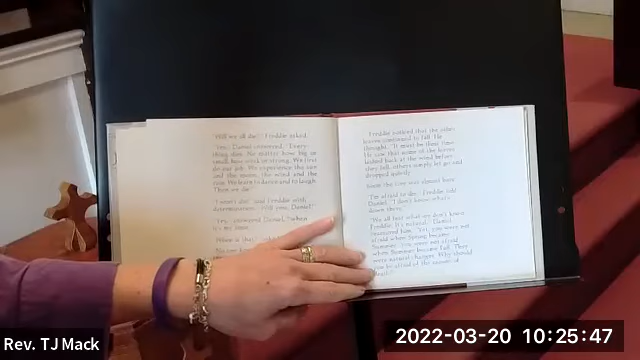 "Will we all die?" Freddie asked.
"Yes," Daniel answered. "Every-
thing dies. No matter how big or
small, how weak or strong. We first
do our job. We experience the sun
and the moon, the wind and the
rain. We learn to dance and to laugh.
Then we die."
"I won't die!" said Freddie with
determination. "Will you, Daniel?"
"Yes," answered Daniel, "when
it's my time."
"When is that?"
Freddie noticed that the other
leaves continued to fall. He
thought, "It must be their time."
He saw that some of the leaves
lashed back at the wind before
they fell, others simply let go and
dropped quietly.
Soon the tree was almost bare.
"I'm afraid to die," Freddie told
Daniel. "I don't know what's
down there."
"We all fear what we don't know,
Freddie. It's natural," Daniel
reassured him. "Yet, you were not
afraid when Spring became
Summer. You were not afraid
when Summer became Fall. They
were natural changes. Why should
you be afraid of the season of
death?"
Rev. TJ Mack
2022-03-20 10:25:47